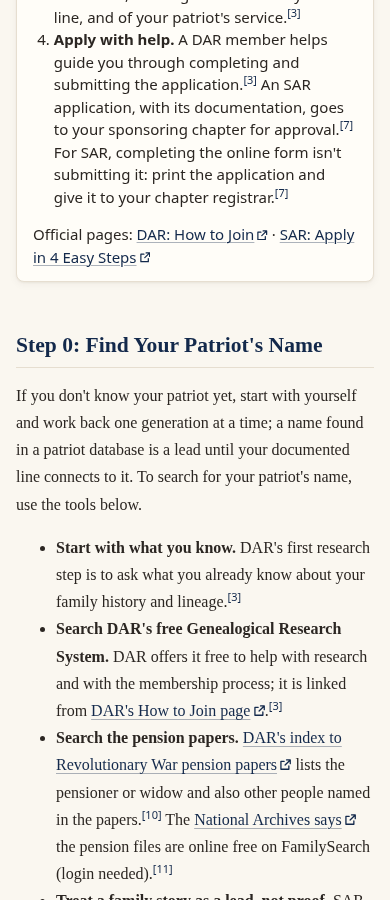 line, and of your patriot's service.[3]
4. Apply with help. A DAR member helps
guide you through completing and
submitting the application.[3] An SAR
application, with its documentation, goes
to your sponsoring chapter for approval.[7]
For SAR, completing the online form isn't
submitting it: print the application and
give it to your chapter registrar.[7]
Official pages: DAR: How to Join · SAR: Apply
in 4 Easy Steps
Step 0: Find Your Patriot's Name
If you don't know your patriot yet, start with yourself
and work back one generation at a time; a name found
in a patriot database is a lead until your documented
line connects to it. To search for your patriot's name,
use the tools below.
• Start with what you know. DAR's first research
step is to ask what you already know about your
family history and lineage.[3]
• Search DAR's free Genealogical Research
System. DAR offers it free to help with research
and with the membership process; it is linked
from DAR's How to Join page.[3]
• Search the pension papers. DAR's index to
Revolutionary War pension papers lists the
pensioner or widow and also other people named
in the papers.[10] The National Archives says
the pension files are online free on FamilySearch
(login needed).[11]
• Treat a family story as a lead, not proof. SAR